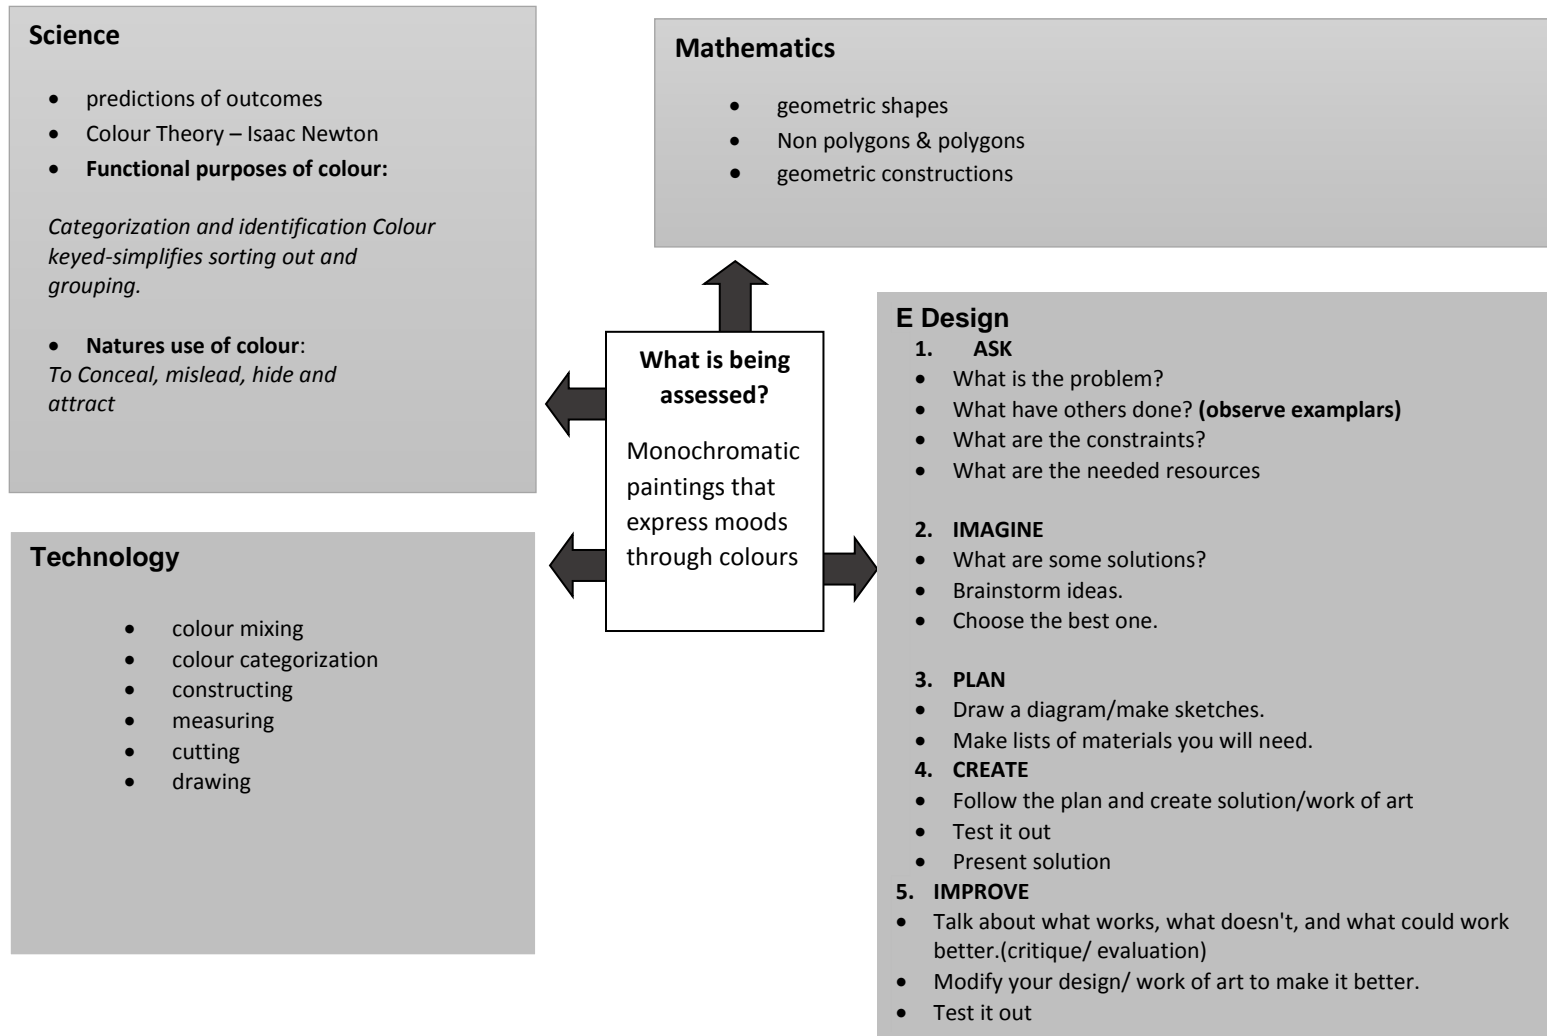 Science
• predictions of outcomes
• Colour Theory – Isaac Newton
• Functional purposes of colour:
Categorization and identification Colour
keyed-simplifies sorting out and
grouping.
• Natures use of colour:
To Conceal, mislead, hide and
attract
Mathematics
• geometric shapes
• Non polygons & polygons
• geometric constructions
What is being
assessed?
Monochromatic
paintings that
express moods
through colours
Technology
• colour mixing
• colour categorization
• constructing
• measuring
• cutting
• drawing
E Design
1. ASK
• What is the problem?
• What have others done? (observe examplars)
• What are the constraints?
• What are the needed resources
2. IMAGINE
• What are some solutions?
• Brainstorm ideas.
• Choose the best one.
3. PLAN
• Draw a diagram/make sketches.
• Make lists of materials you will need.
4. CREATE
• Follow the plan and create solution/work of art
• Test it out
• Present solution
5. IMPROVE
• Talk about what works, what doesn't, and what could work
better.(critique/ evaluation)
• Modify your design/ work of art to make it better.
• Test it out